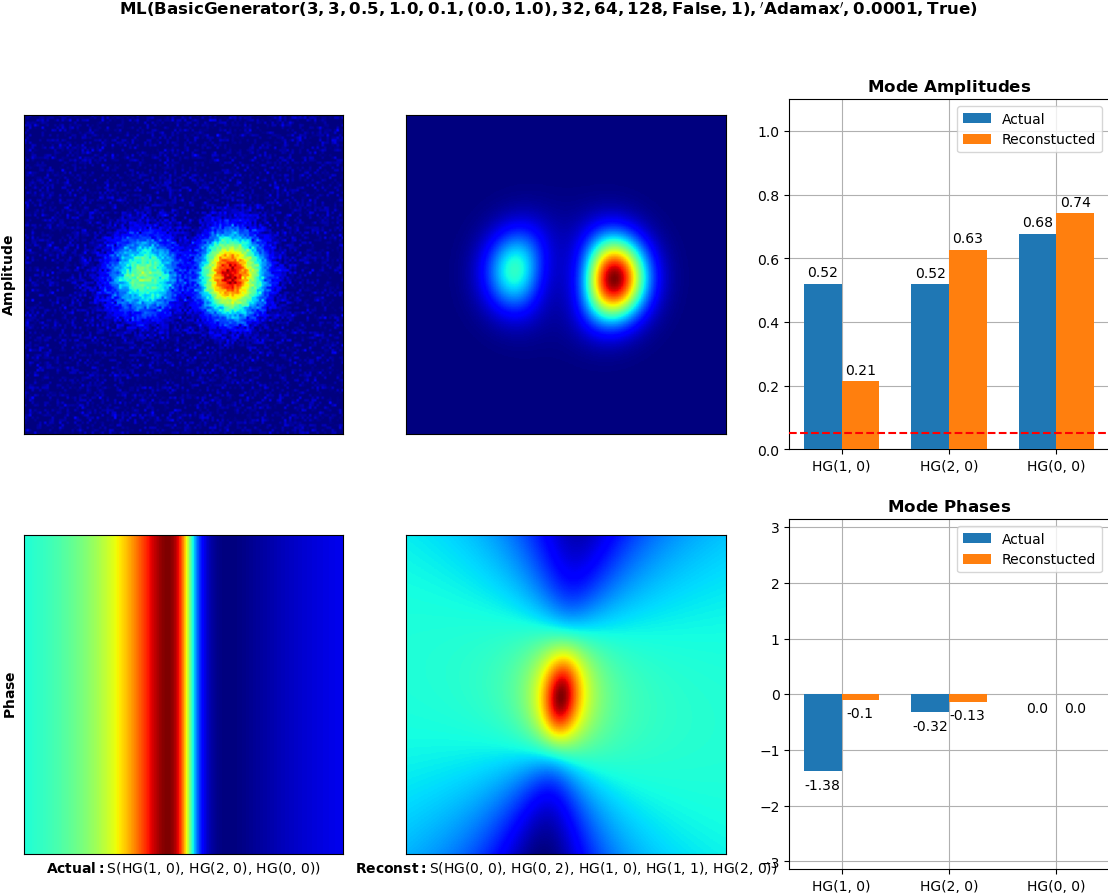 ML(BasicGenerator(3, 3, 0.5, 1.0, 0.1, (0.0, 1.0), 32, 64, 128, False, 1), ′Adamax′, 0.0001, True)
Amplitude
Mode Amplitudes
Actual
Reconstucted
1.0
0.8
0.6
0.4
0.2
0.0
0.52
0.21
0.52
0.63
0.68
0.74
HG(1, 0)
HG(2, 0)
HG(0, 0)
Phase
Actual: S(HG(1, 0), HG(2, 0), HG(0, 0))
Reconst: S(HG(0, 0), HG(0, 2), HG(1, 0), HG(1, 1), HG(2, 0))
Mode Phases
Actual
Reconstucted
3
2
1
0
−1
−2
−3
-1.38
-0.1
-0.32
-0.13
0.0
0.0
HG(1, 0)
HG(2, 0)
HG(0, 0)